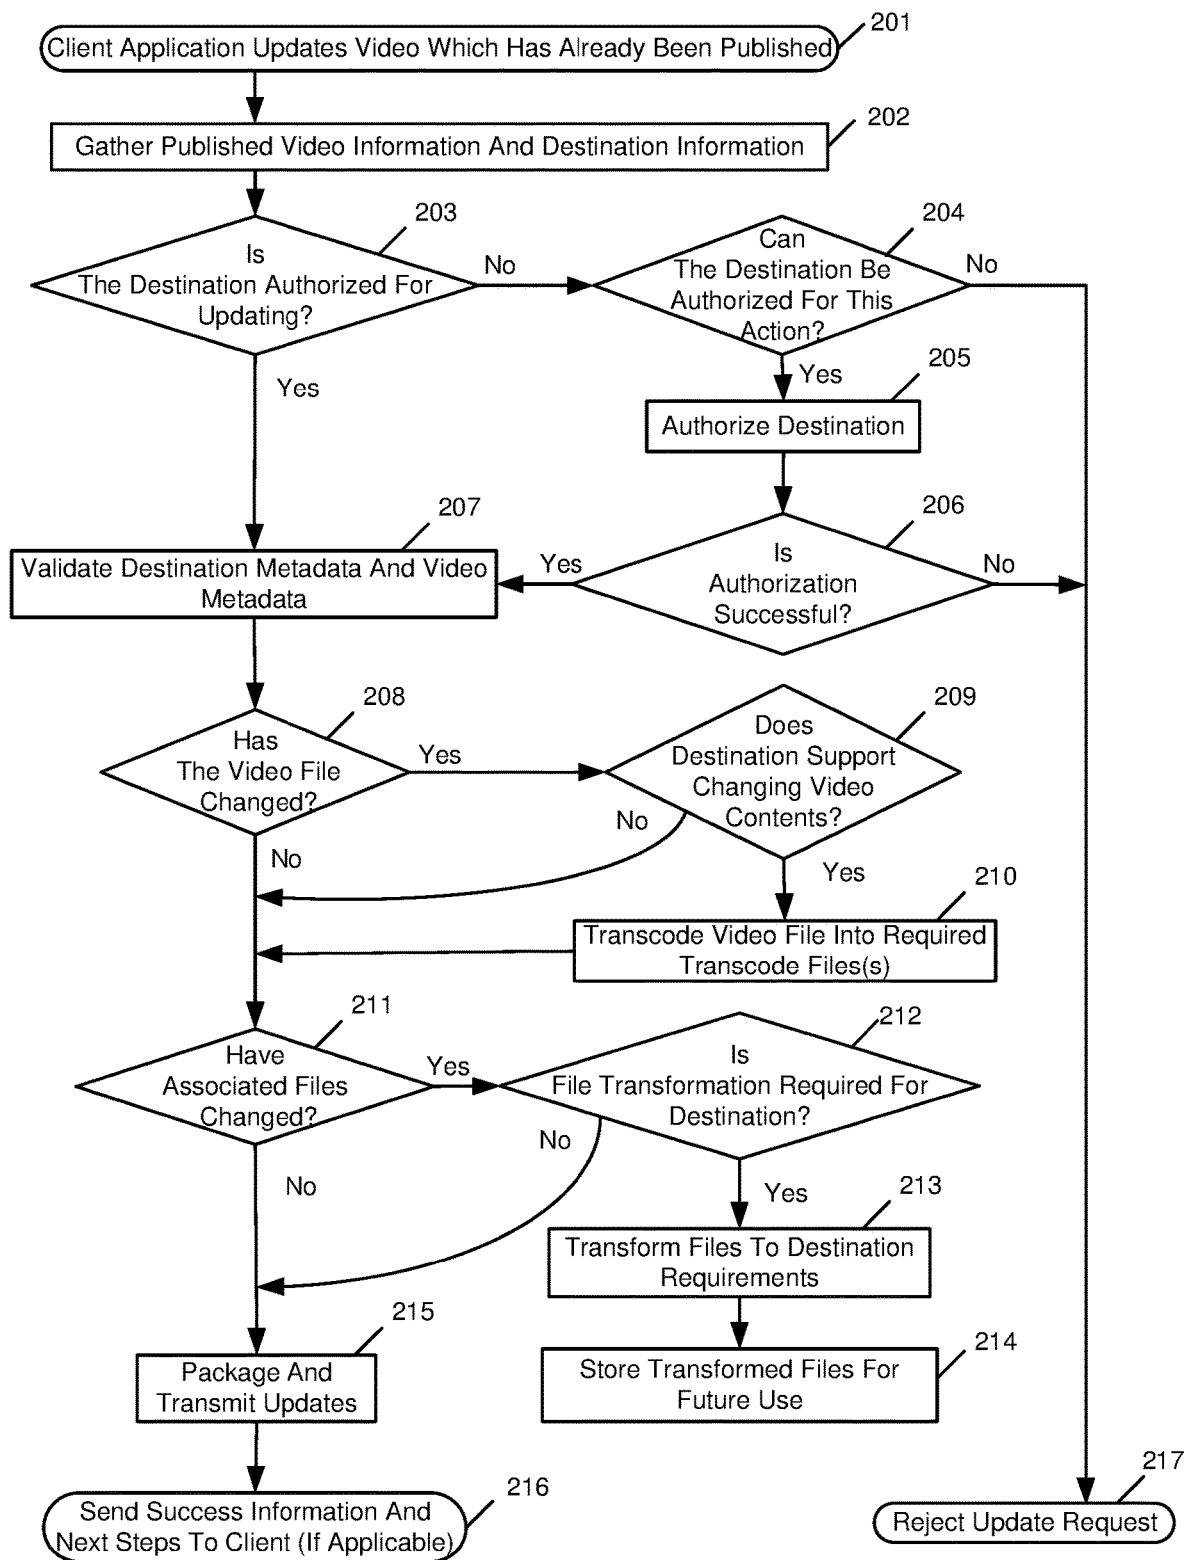 201
Client Application Updates Video Which Has Already Been Published
202
Gather Published Video Information And Destination Information
203
Is
The Destination Authorized For
Updating?
No
Yes
204
Can
The Destination Be
Authorized For This
Action?
No
Yes
205
Authorize Destination
206
Is
Authorization
Successful?
Yes
No
207
Validate Destination Metadata And Video
Metadata
208
Has
The Video File
Changed?
Yes
No
209
Does
Destination Support
Changing Video
Contents?
No
Yes
210
Transcode Video File Into Required
Transcode Files(s)
211
Have
Associated Files
Changed?
Yes
No
212
Is
File Transformation Required For
Destination?
No
Yes
213
Transform Files To Destination
Requirements
214
Store Transformed Files For
Future Use
215
Package And
Transmit Updates
216
Send Success Information And
Next Steps To Client (If Applicable)
217
Reject Update Request